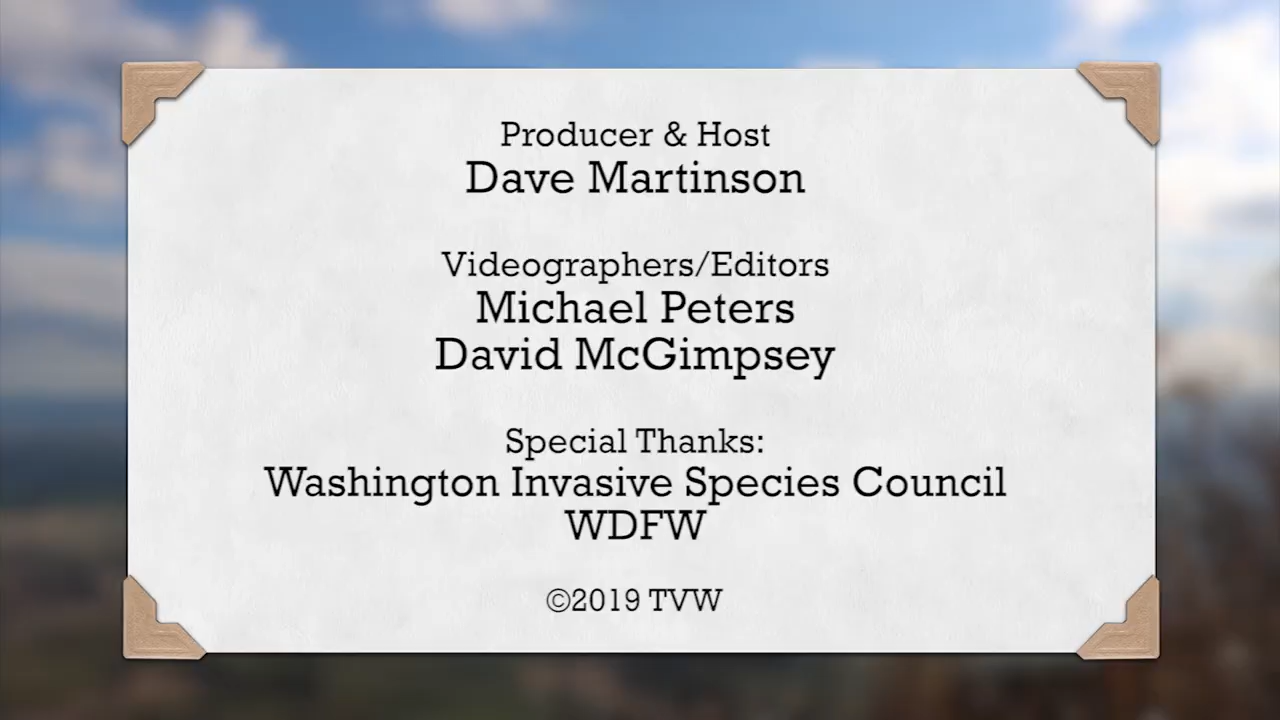 Producer & Host
Dave Martinson
Videographers/Editors
Michael Peters
David McGimpsey
Special Thanks:
Washington Invasive Species Council
WDFW
©2019 TVW